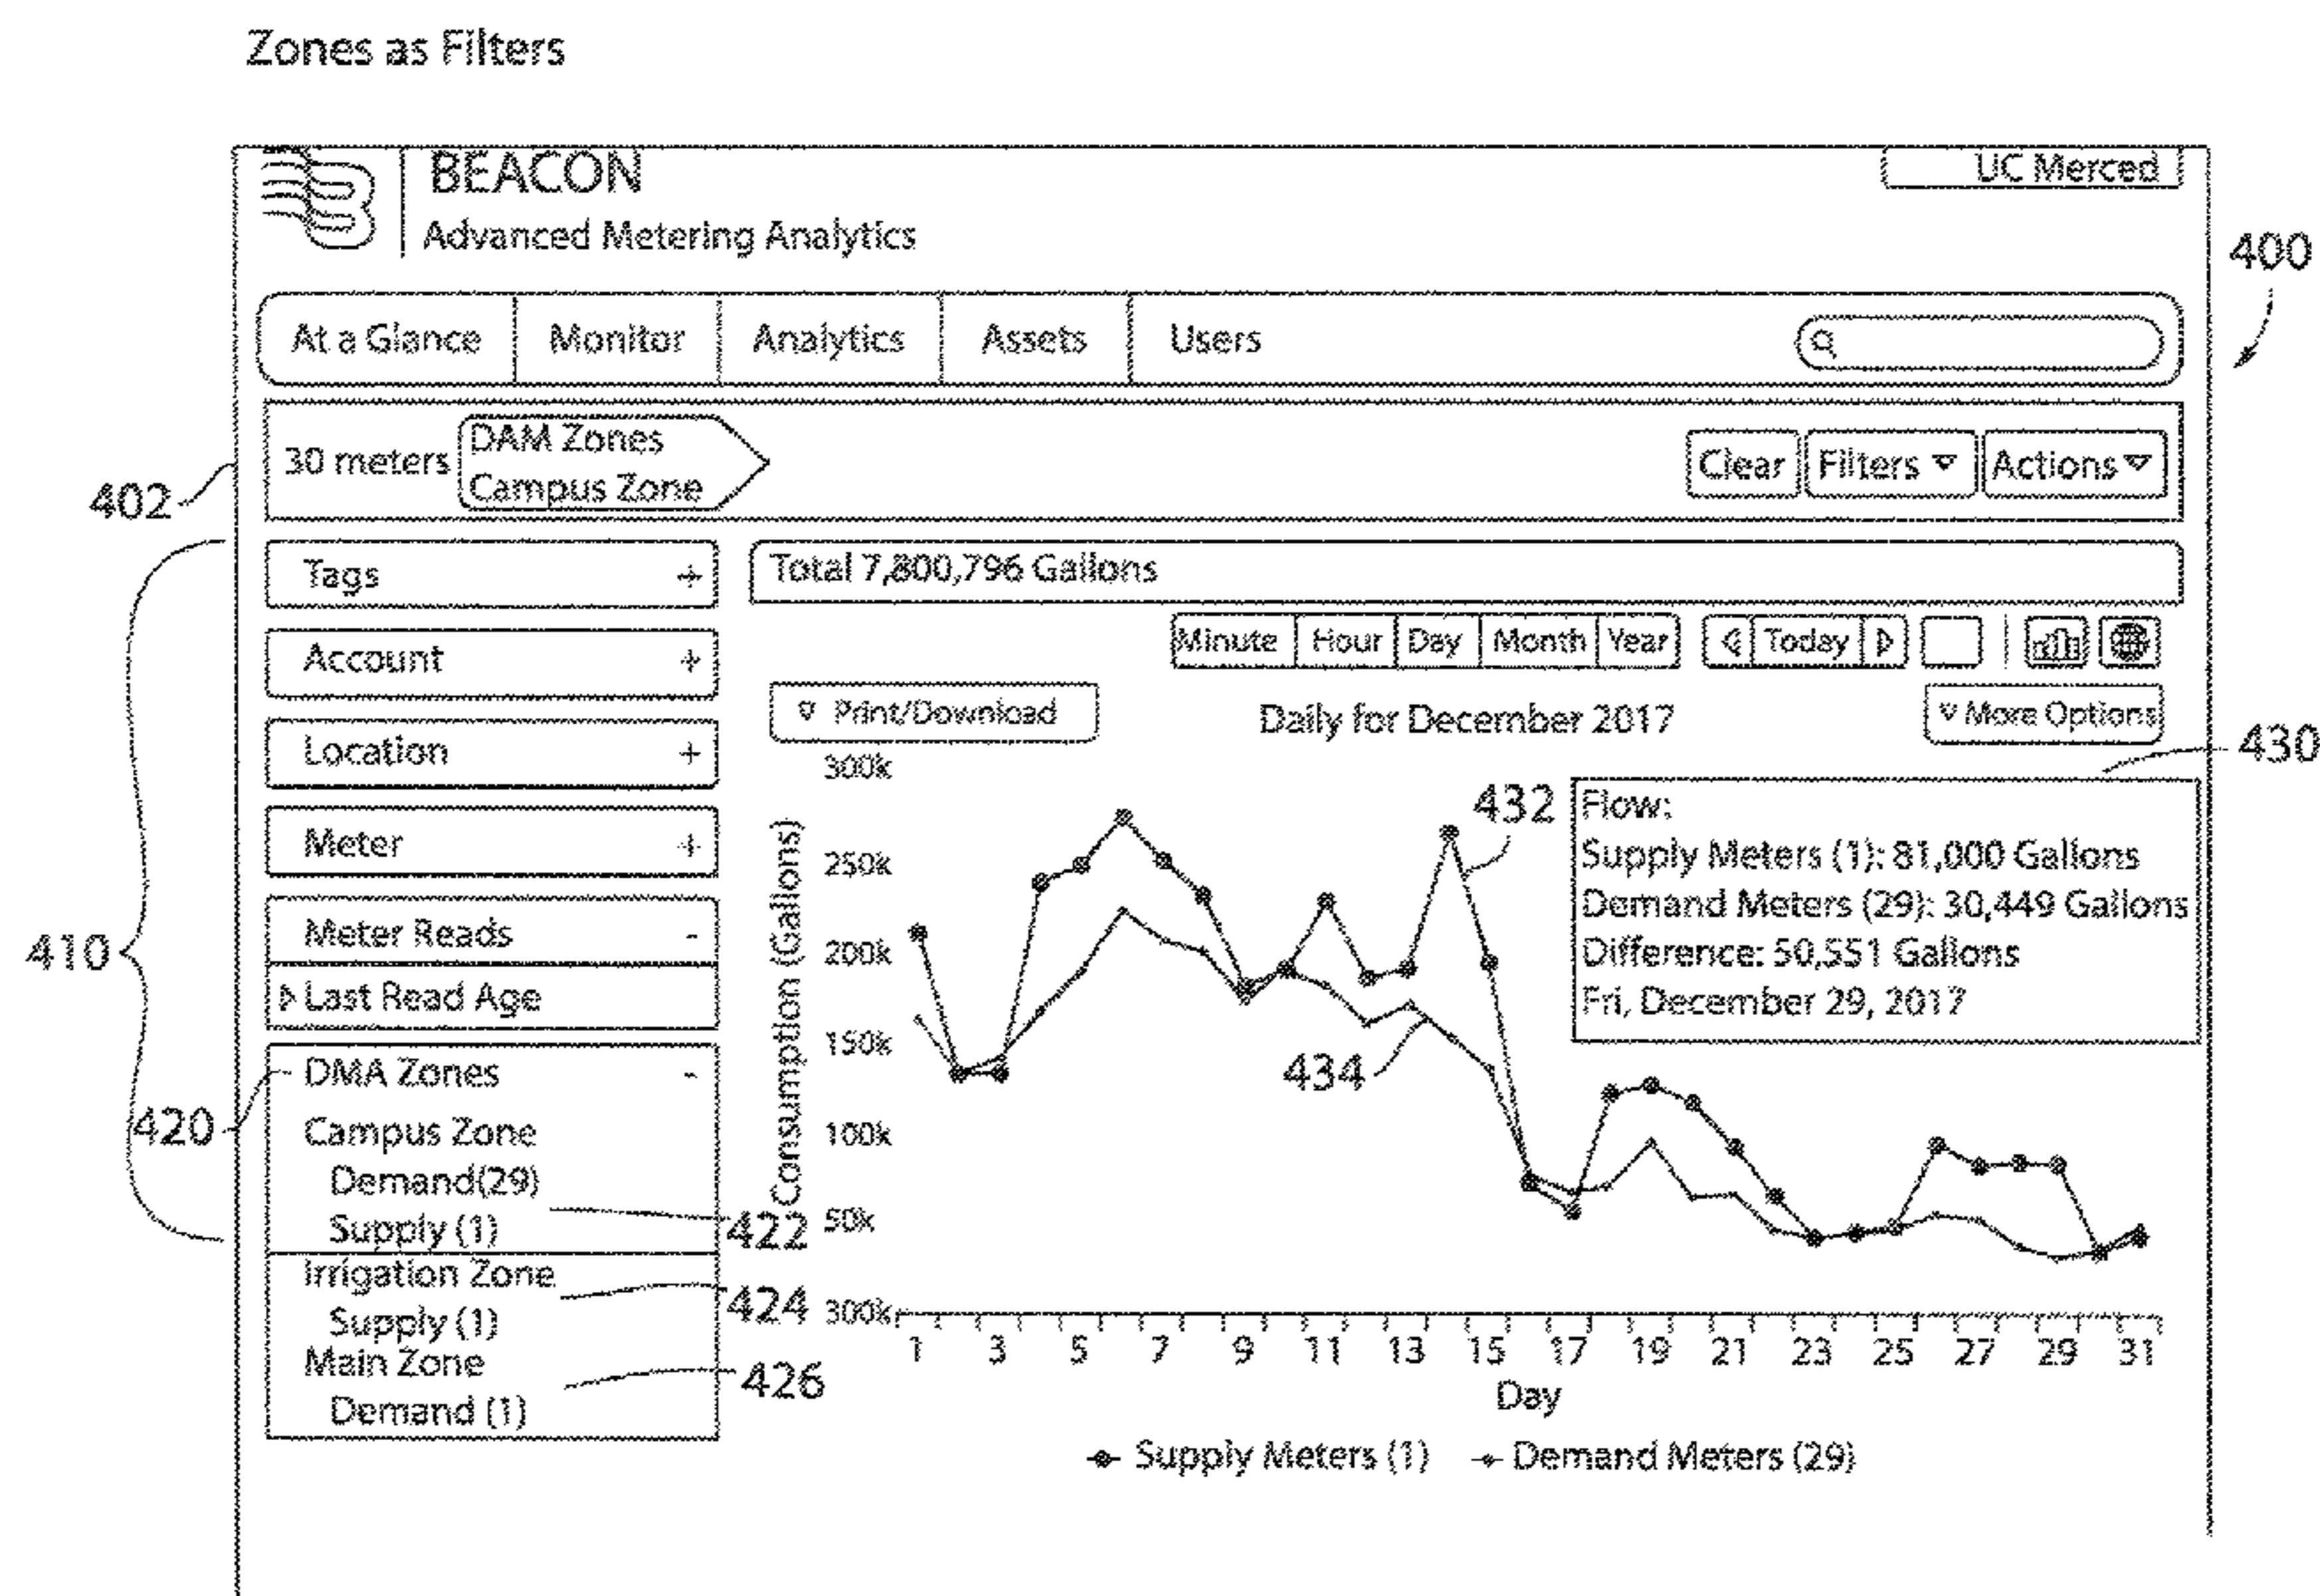 Zones as Filters
BEACON
UC Merced
Advanced Metering Analytics
400
At a Glance Monitor Analytics Assets Users
402
30 meters
DAM Zones
Campus Zone
Clear Filters Actions
410
Tags +
Account +
Location +
Meter +
Meter Reads -
Last Read Age
420
DMA Zones -
Campus Zone
Demand(29)
Supply (1)
422
Irrigation Zone
424
Supply (1)
Main Zone
426
Demand (1)
Total 7,800,796 Gallons
Minute Hour Day Month Year Today
Print/Download
Daily for December 2017
More Options
430
Consumption (Gallons)
300k
250k
200k
150k
100k
50k
300k
432
434
Flow:
Supply Meters (1): 81,000 Gallons
Demand Meters (29): 30,449 Gallons
Difference: 50,551 Gallons
Fri, December 29, 2017
1 3 5 7 9 11 13 15 17 19 21 23 25 27 29 31
Day
Supply Meters (1) Demand Meters (29)